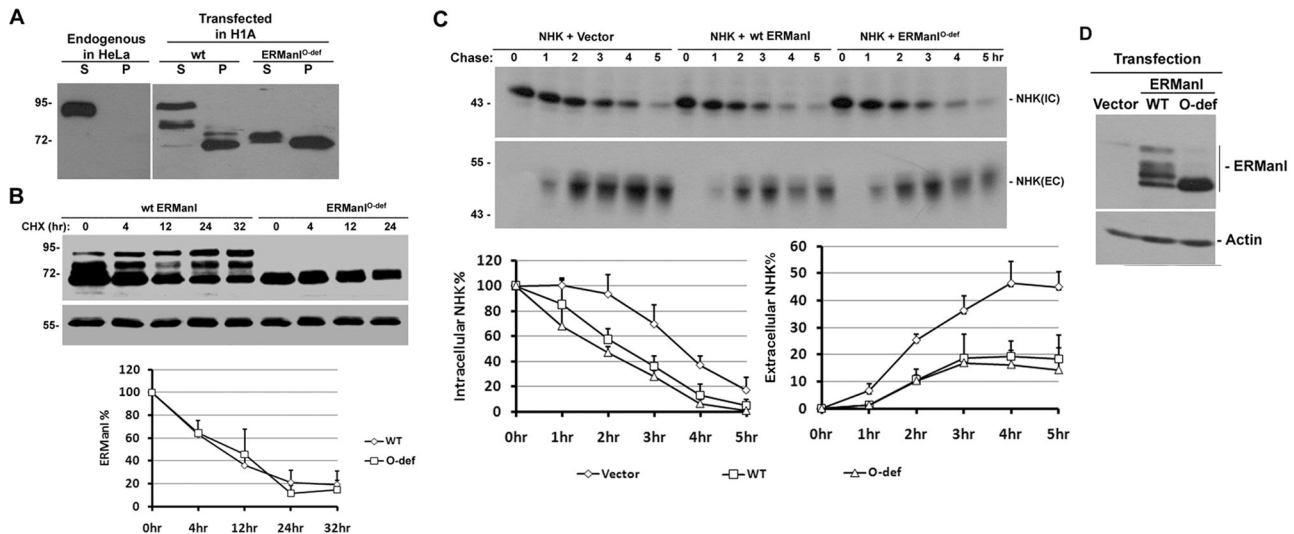 A
Endogenous
in HeLa
Transfected
in H1A
wt
ERManI^O-def
S P S P S P
95-
72-
B
wt ERManI ERManI^O-def
CHX (hr): 0 4 12 24 32 0 4 12 24
95-
72-
55-
120
100
80
60
40
20
0
ERManI %
0hr 4hr 12hr 24hr 32hr
WT
O-def
C
NHK + Vector NHK + wt ERManI NHK + ERManI^O-def
Chase: 0 1 2 3 4 5 0 1 2 3 4 5 0 1 2 3 4 5 hr
43 -
- NHK(IC)
55 -
43 -
- NHK(EC)
120
100
80
60
40
20
0
Intracellular NHK%
0hr 1hr 2hr 3hr 4hr 5hr
60
50
40
30
20
10
0
Extracellular NHK%
0hr 1hr 2hr 3hr 4hr 5hr
Vector WT O-def
D
Transfection
ERManI
Vector WT O-def
- ERManI
- Actin